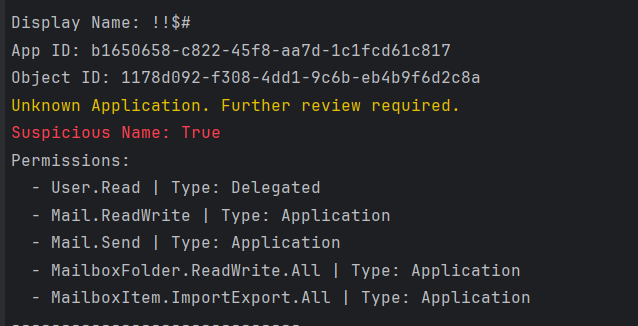 Display Name: !!$#
App ID: b1650658-c822-45f8-aa7d-1c1fcd61c817
Object ID: 1178d092-f308-4dd1-9c6b-eb4b9f6d2c8a
Unknown Application. Further review required.
Suspicious Name: True
Permissions:
- User.Read | Type: Delegated
- Mail.ReadWrite | Type: Application
- Mail.Send | Type: Application
- MailboxFolder.ReadWrite.All | Type: Application
- MailboxItem.ImportExport.All | Type: Application